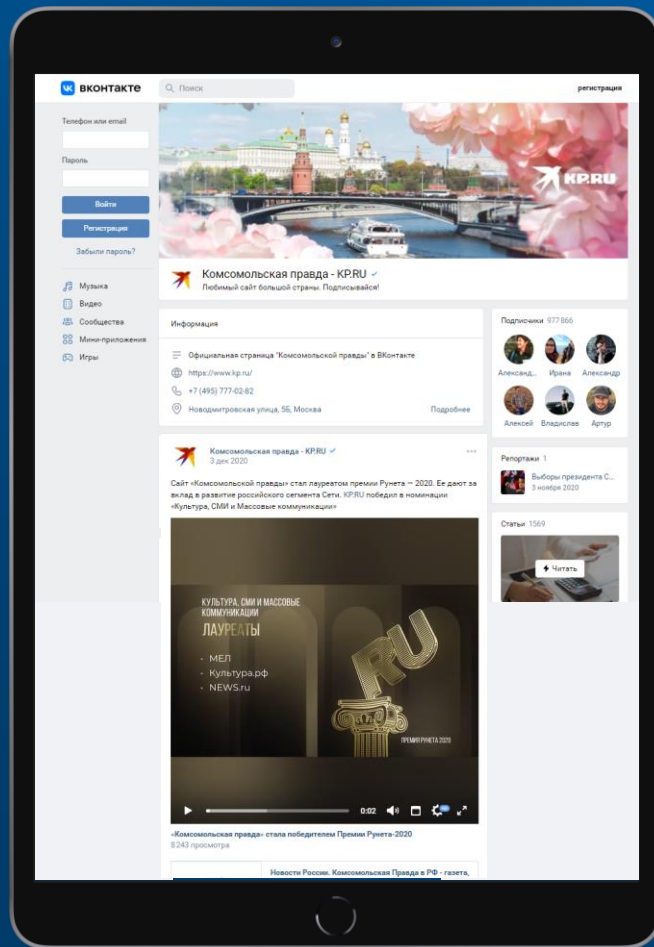 ВКОНТАКТЕ
Поиск
регистрация
Телефон или email
Пароль
Войти
Регистрация
Забыли пароль?
Музыка
Видео
Сообщества
Мини-приложения
Игры
KP.RU
Комсомольская правда - KP.RU
Любимый сайт большой страны. Подписывайся!
Информация
Официальная страница "Комсомольской правды" в ВКонтакте
https://www.kp.ru/
+7 (495) 777-02-82
Новодмитровская улица, 5Б, Москва
Подробнее
Подписчики 977 866
Александ... Ирана Александр
Алексей Владислав Артур
Репортажи 1
Выборы президента С...
3 ноября 2020
Статьи 1569
Читать
Комсомольская правда - KP.RU
3 дек 2020
Сайт «Комсомольской правды» стал лауреатом премии Рунета — 2020. Ее дают за
вклад в развитие российского сегмента Сети. KP.RU победил в номинации
«Культура, СМИ и Массовые коммуникации»
КУЛЬТУРА, СМИ И МАССОВЫЕ
КОММУНИКАЦИИ
ЛАУРЕАТЫ
- МЕЛ
- Культура.рф
- NEWS.ru
RU
ПРЕМИЯ РУНЕТА 2020
0:02
«Комсомольская правда» стала победителем Премии Рунета-2020
8 243 просмотра
Новости России. Комсомольская Правда в РФ - газета,